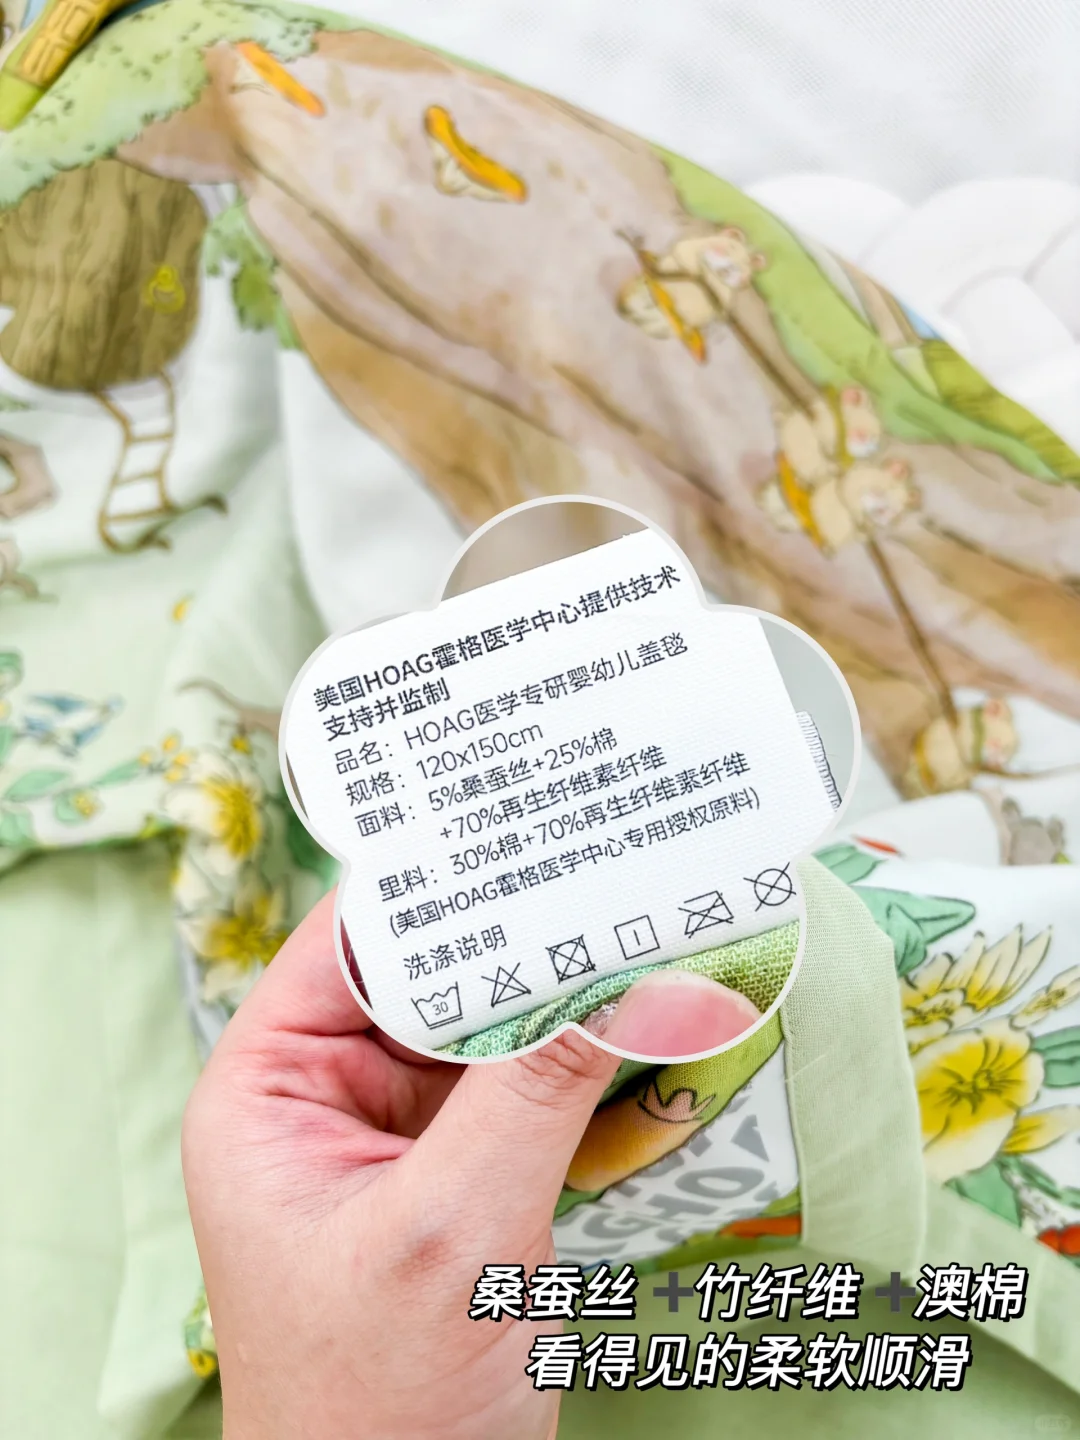 美国HOAG霍格医学中心提供技术
支持并监制
品名：HOAG医学专研婴幼儿盖毯
规格：120x150cm
面料：5%桑蚕丝+25%棉
+70%再生纤维素纤维
里料：30%棉+70%再生纤维素纤维
(美国HOAG霍格医学中心专用授权原料)
洗涤说明
30
GHO
桑蚕丝➕竹纤维➕澳棉
看得见的柔软顺滑